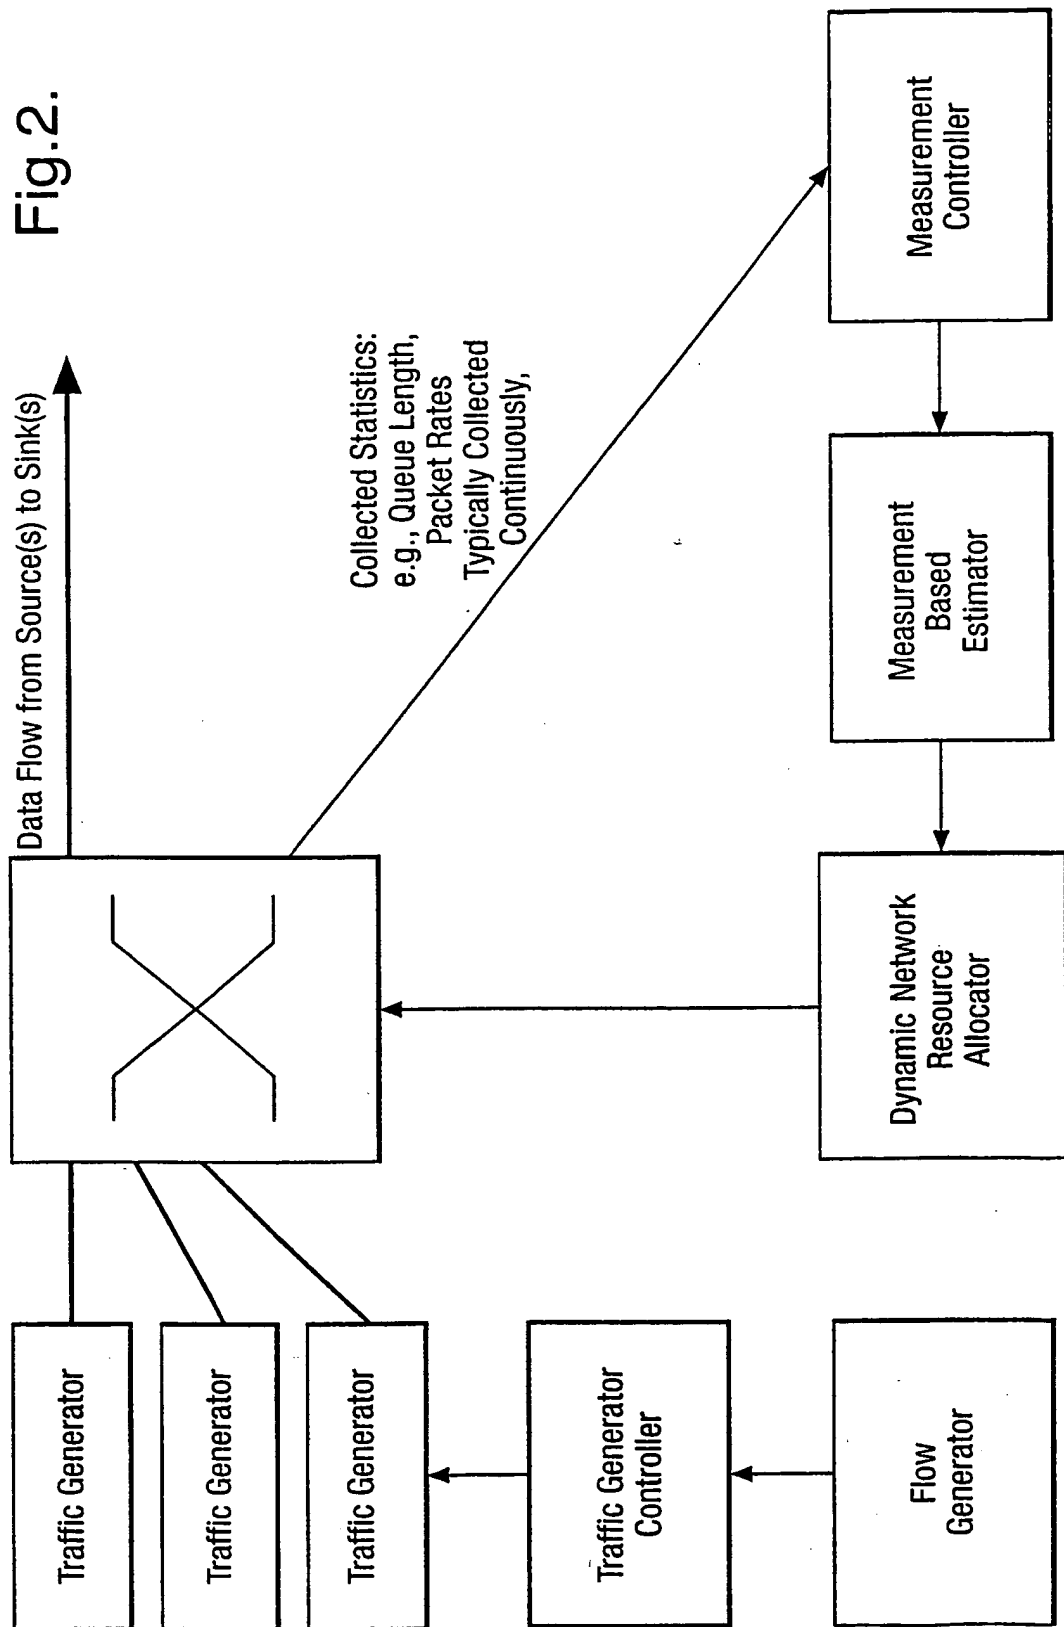 Fig.2.
Data Flow from Source(s) to Sink(s)
Collected Statistics:
e.g., Queue Length,
Packet Rates
Typically Collected
Continuously,
Traffic Generator
Traffic Generator
Traffic Generator
Traffic Generator
Controller
Flow
Generator
Dynamic Network
Resource
Allocator
Measurement
Based
Estimator
Measurement
Controller